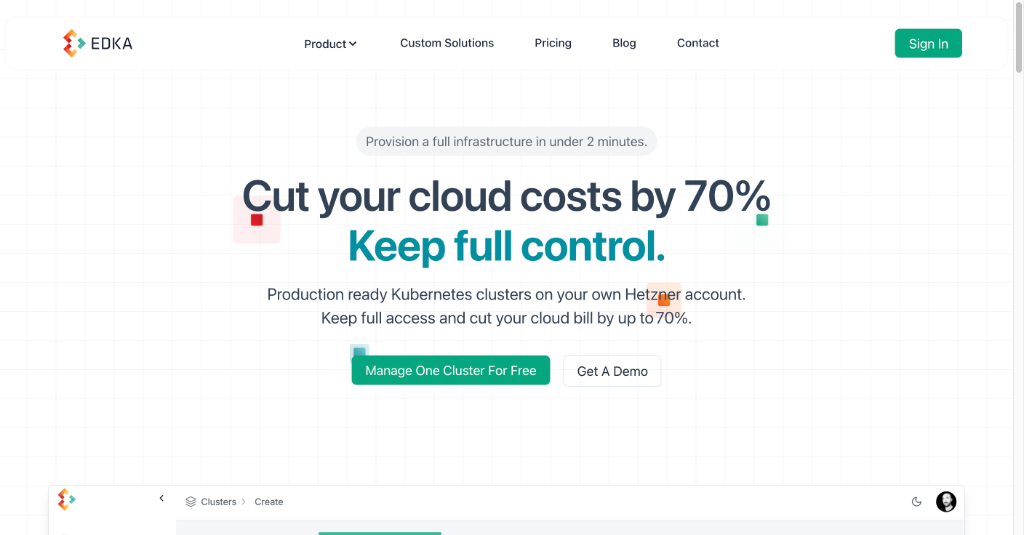 EDKA
Product
Custom Solutions
Pricing
Blog
Contact
Sign In
Provision a full infrastructure in under 2 minutes.
Cut your cloud costs by 70%
Keep full control.
Production ready Kubernetes clusters on your own Hetzner account.
Keep full access and cut your cloud bill by up to 70%.
Manage One Cluster For Free
Get A Demo
Clusters
Create